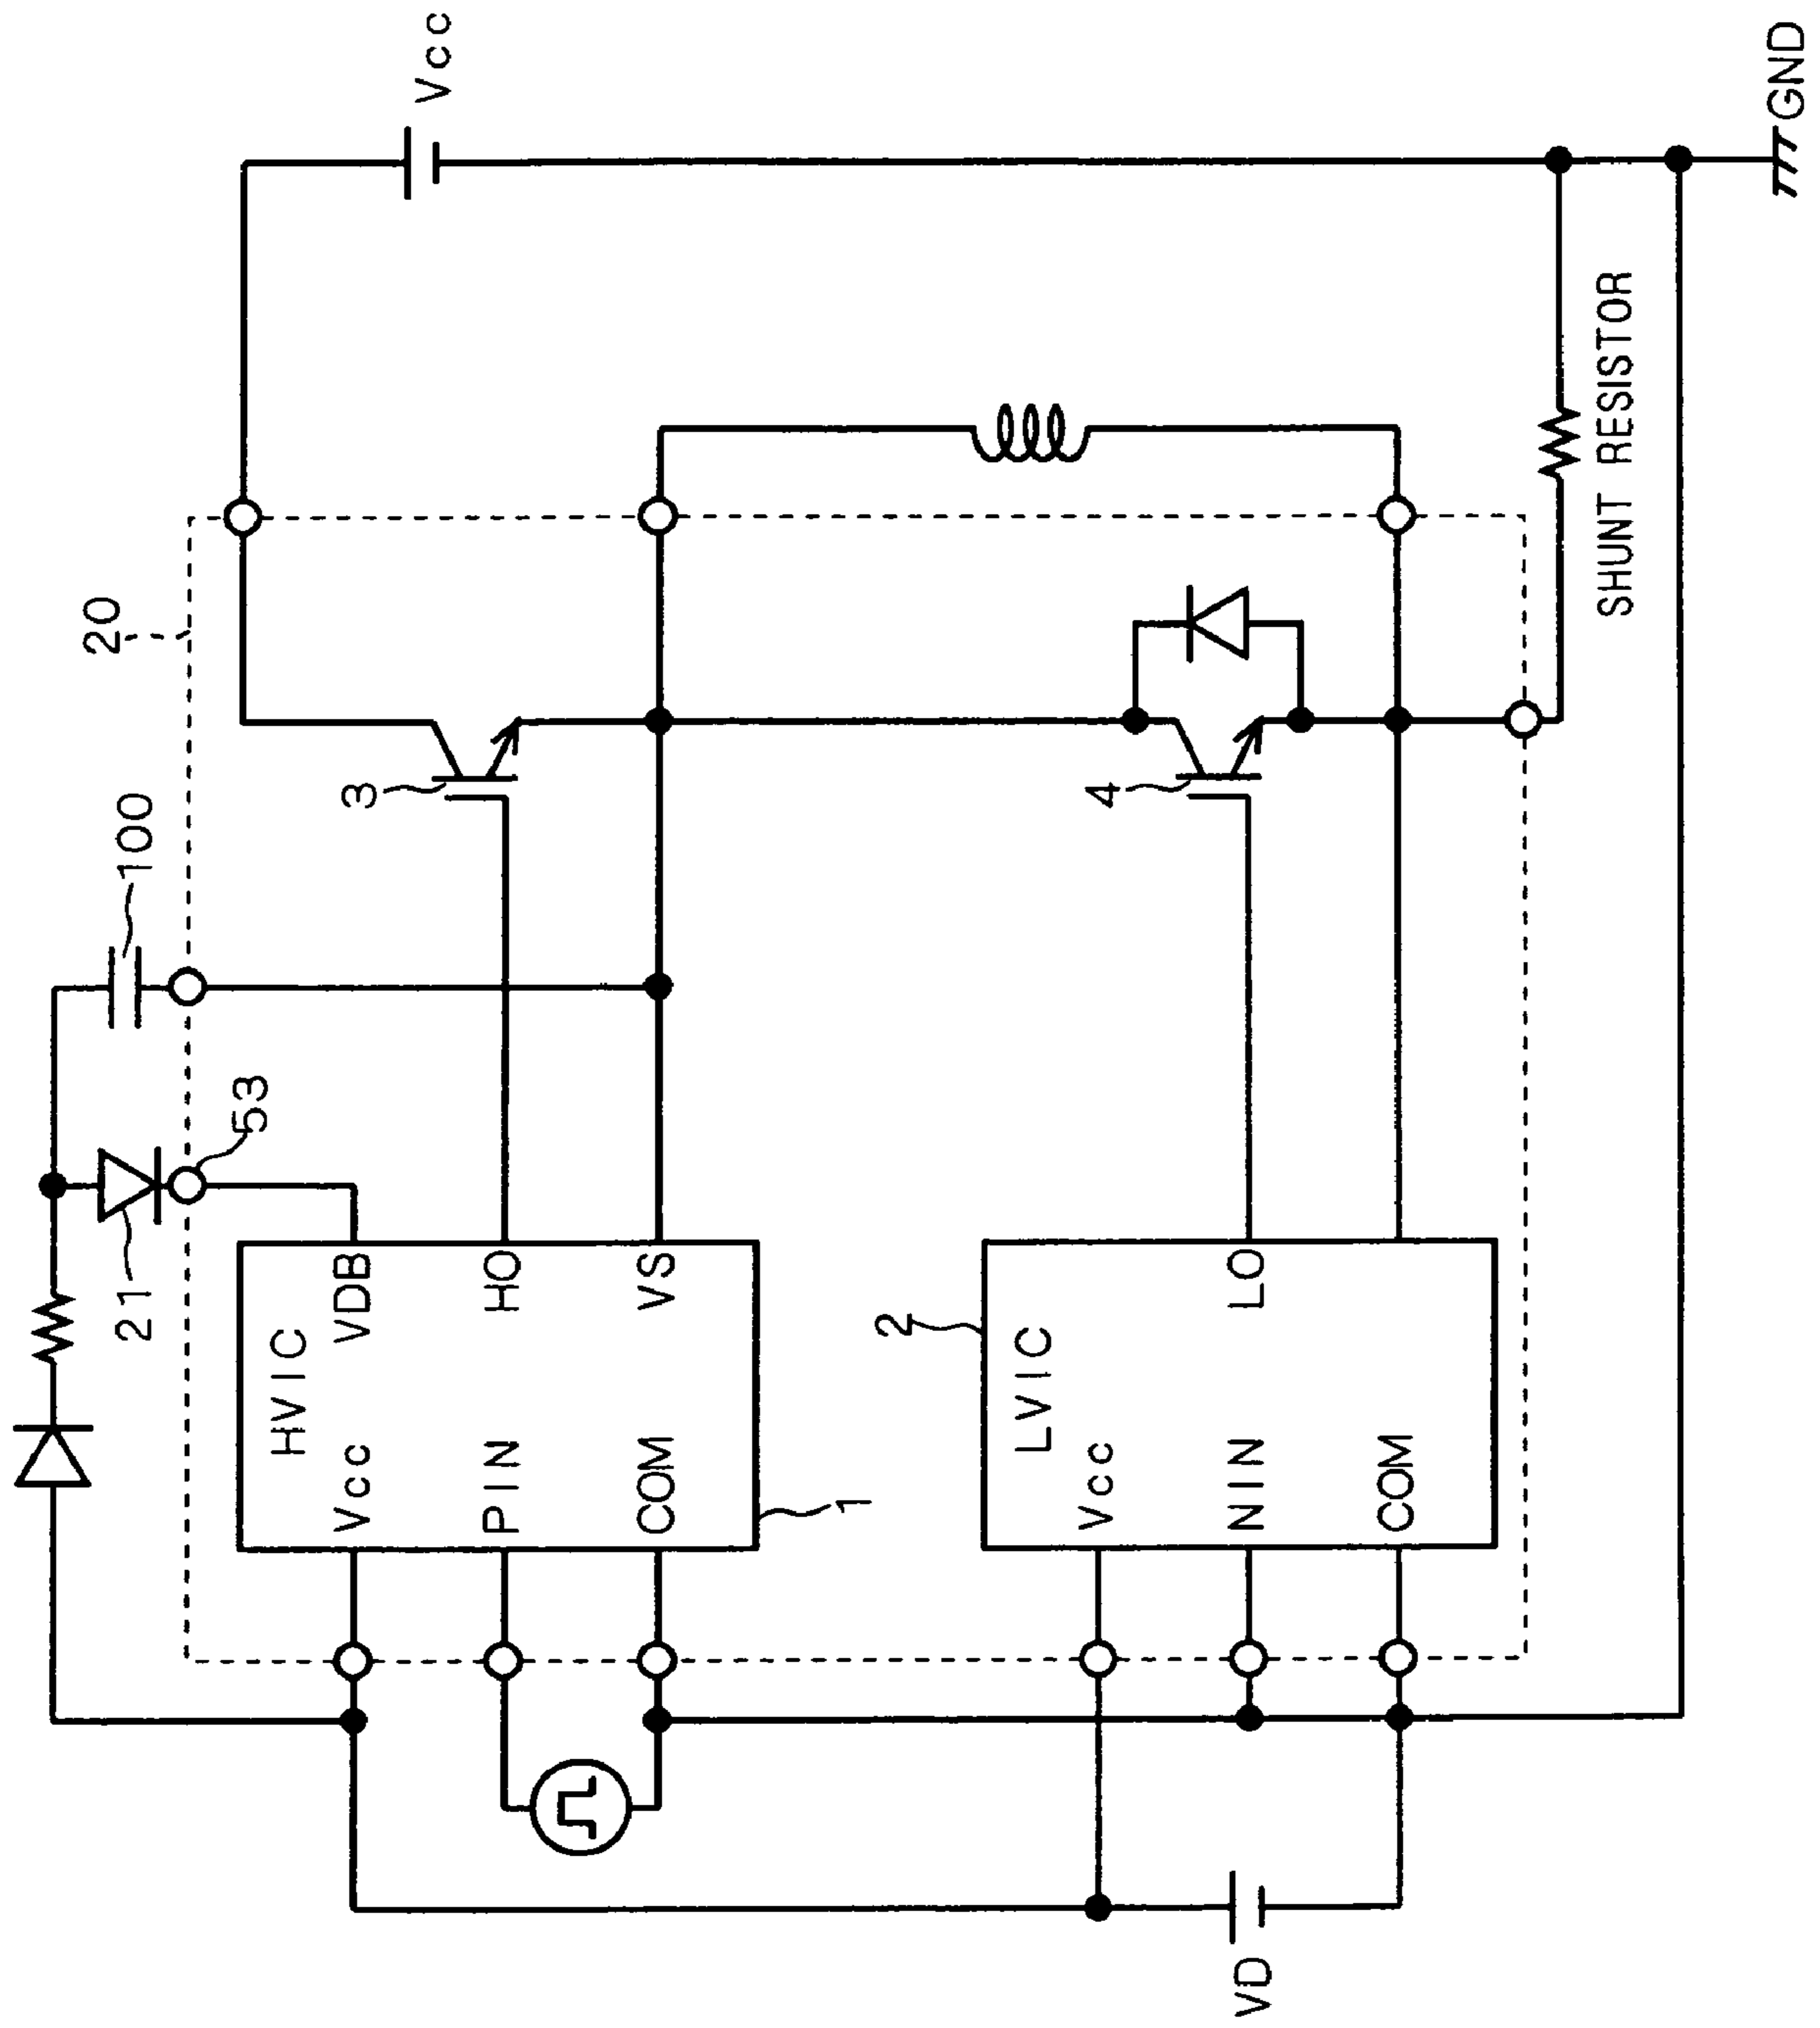 20
100
Vcc
21
53
3
HVIC
Vcc
VDB
PIN
HO
COM
VS
1
2
4
LVIC
Vcc
NIN
LO
COM
VD
SHUNT RESISTOR
GND